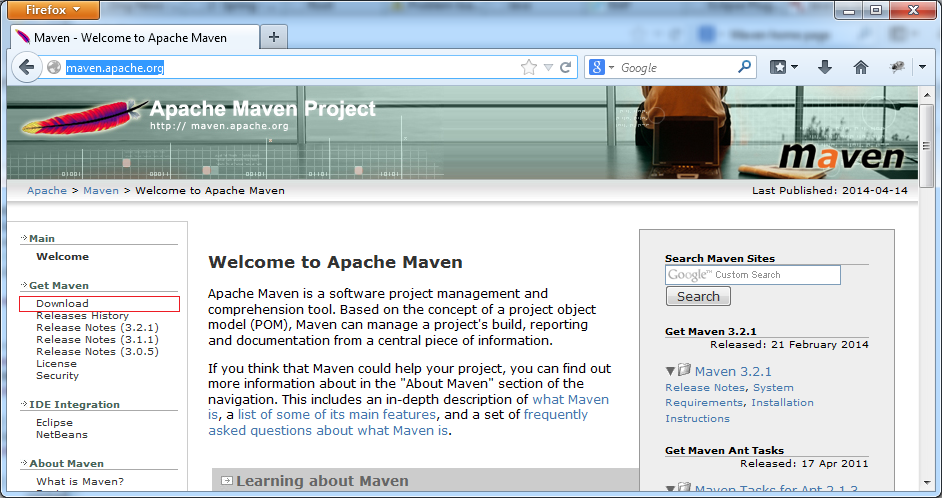 Firefox
Maven - Welcome to Apache Maven
maven.apache.org
Google
Apache Maven Project
http:// maven.apache.org
maven
Apache > Maven > Welcome to Apache Maven
Last Published: 2014-04-14
Main
Welcome
Get Maven
Download
Releases History
Release Notes (3.2.1)
Release Notes (3.1.1)
Release Notes (3.0.5)
License
Security
IDE Integration
Eclipse
NetBeans
About Maven
What is Maven?
Welcome to Apache Maven
Apache Maven is a software project management and
comprehension tool. Based on the concept of a project object
model (POM), Maven can manage a project's build, reporting
and documentation from a central piece of information.
If you think that Maven could help your project, you can find out
more information about in the "About Maven" section of the
navigation. This includes an in-depth description of what Maven
is, a list of some of its main features, and a set of frequently
asked questions about what Maven is.
Learning about Maven
Search Maven Sites
Google™ Custom Search
Search
Get Maven 3.2.1
Released: 21 February 2014
Maven 3.2.1
Release Notes, System
Requirements, Installation
Instructions
Get Maven Ant Tasks
Released: 17 Apr 2011
Maven Tasks for Ant 2.1.3